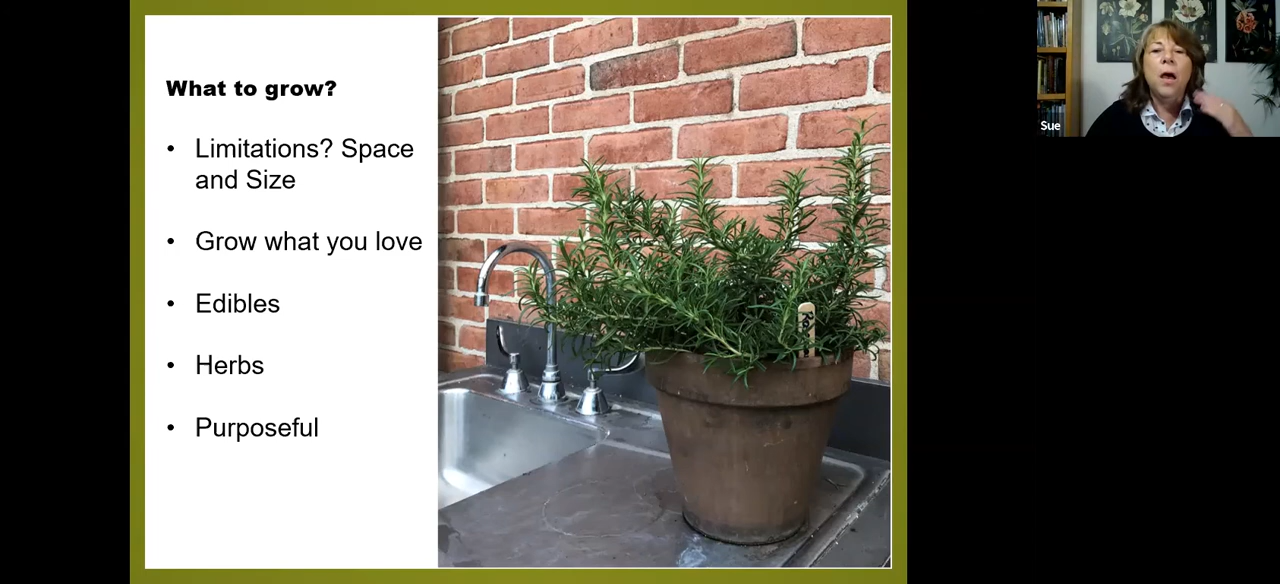 What to grow?
• Limitations? Space
and Size
• Grow what you love
• Edibles
• Herbs
• Purposeful
Sue